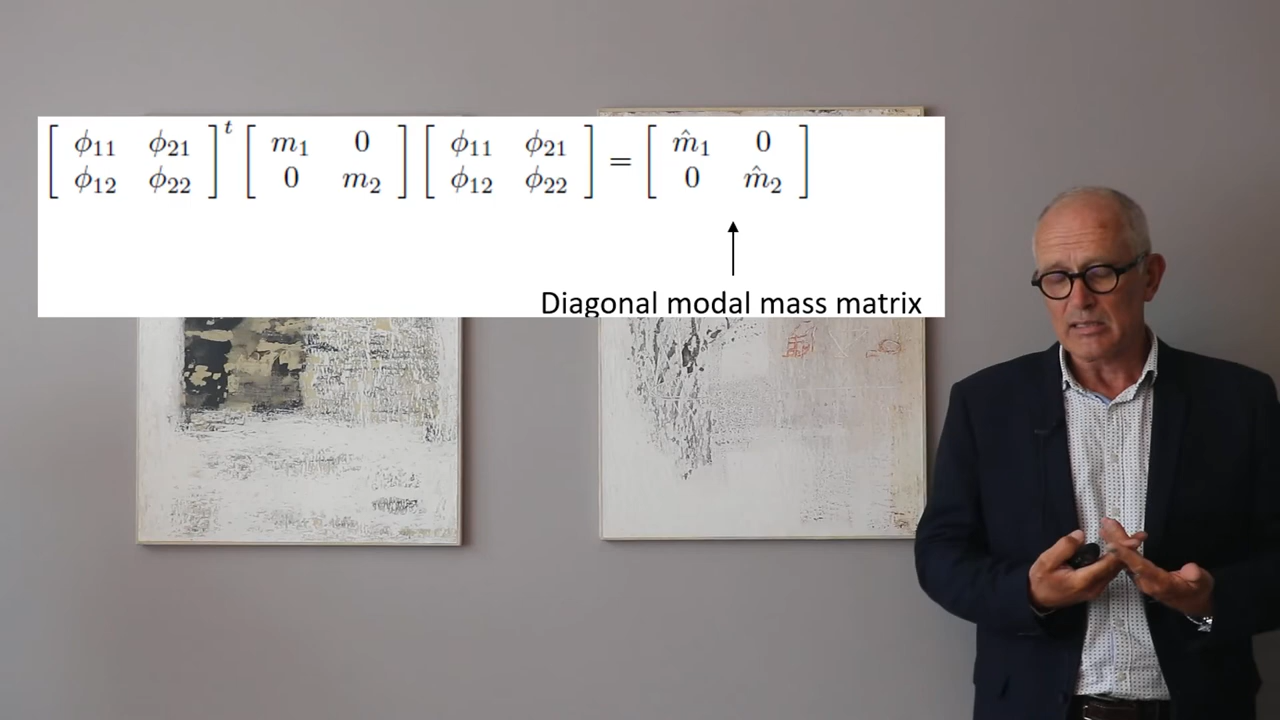 [ ϕ₁₁ ϕ₂₁ ; ϕ₁₂ ϕ₂₂ ]ᵗ [ m₁ 0 ; 0 m₂ ] [ ϕ₁₁ ϕ₂₁ ; ϕ₁₂ ϕ₂₂ ] = [ m̂₁ 0 ; 0 m̂₂ ]
Diagonal modal mass matrix